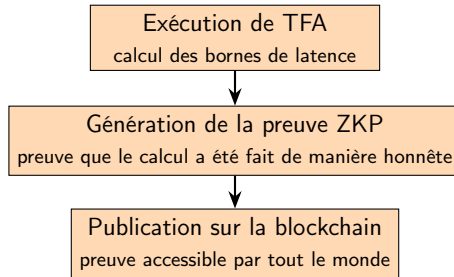 Exécution de TFA
calcul des bornes de latence
Génération de la preuve ZKP
preuve que le calcul a été fait de manière honnête
Publication sur la blockchain
preuve accessible par tout le monde